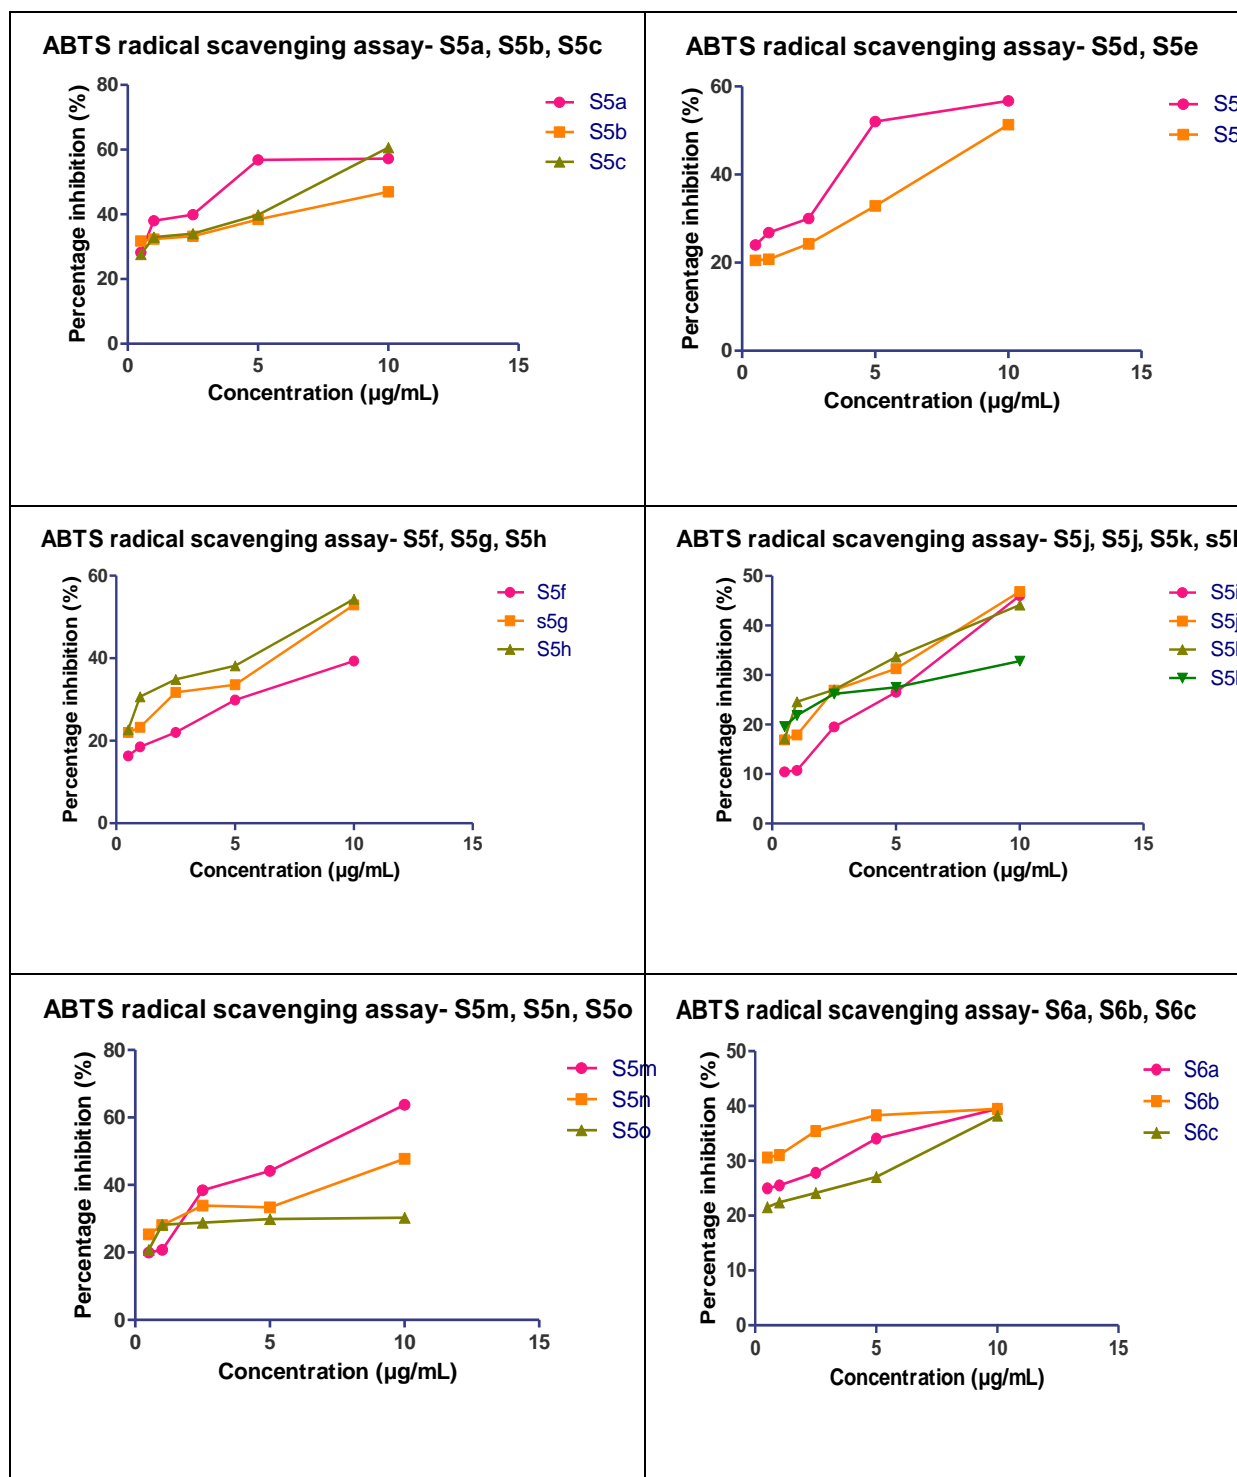 ABTS radical scavenging assay- S5a, S5b, S5c
Percentage inhibition (%)
80
60
40
20
0
0 5 10 15
Concentration (µg/mL)
S5a
S5b
S5c
ABTS radical scavenging assay- S5d, S5e
Percentage inhibition (%)
60
40
20
0
0 5 10 15
Concentration (µg/mL)
S5
S5
ABTS radical scavenging assay- S5f, S5g, S5h
Percentage inhibition (%)
60
40
20
0
0 5 10 15
Concentration (µg/mL)
S5f
s5g
S5h
ABTS radical scavenging assay- S5j, S5j, S5k, s5l
Percentage inhibition (%)
50
40
30
20
10
0
0 5 10 15
Concentration (µg/mL)
S5i
S5j
ABTS radical scavenging assay- S5m, S5n, S5o
Percentage inhibition (%)
80
60
40
20
0
0 5 10 15
Concentration (µg/mL)
S5m
S5n
S5o
ABTS radical scavenging assay- S6a, S6b, S6c
Percentage inhibition (%)
50
40
30
20
10
0
0 5 10 15
Concentration (µg/mL)
S6a
S6b
S6c